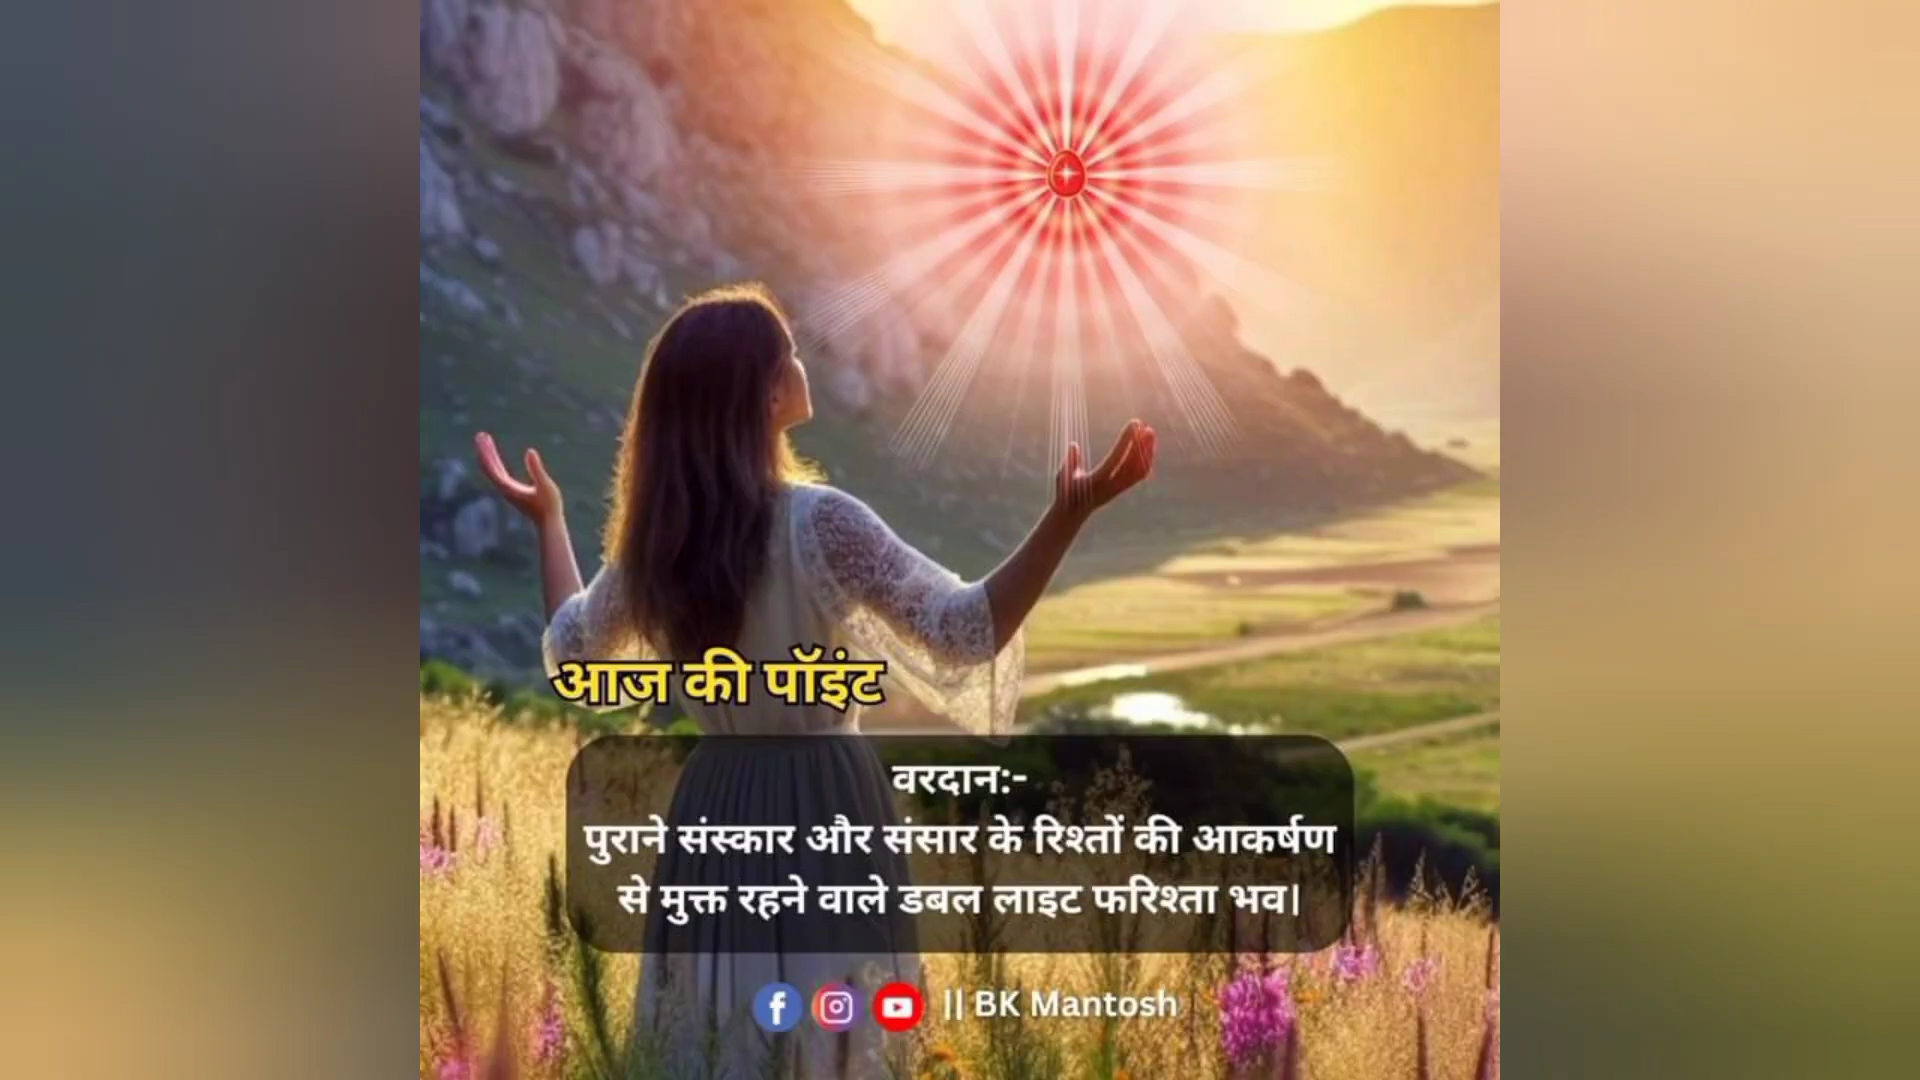 आज की पॉइंट
वरदान:-
पुराने संस्कार और संसार के रिश्तों की आकर्षण
से मुक्त रहने वाले डबल लाइट फरिश्ता भव।
|| BK Mantosh